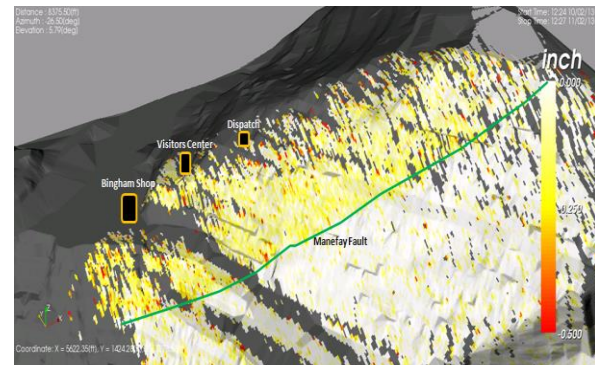 Distance : 8375.50(ft)
Azimuth : -26.50(deg)
Elevation : 5.79(deg)
Start Time: 12:24 10/02/13
Stop Time : 12:27 11/02/13
inch
0.000
Dispatch
Visitors Center
Bingham Shop
-0.250
Manefay Fault
-0.500
Coordinate: X = 5622.35(ft), Y = 1424.28